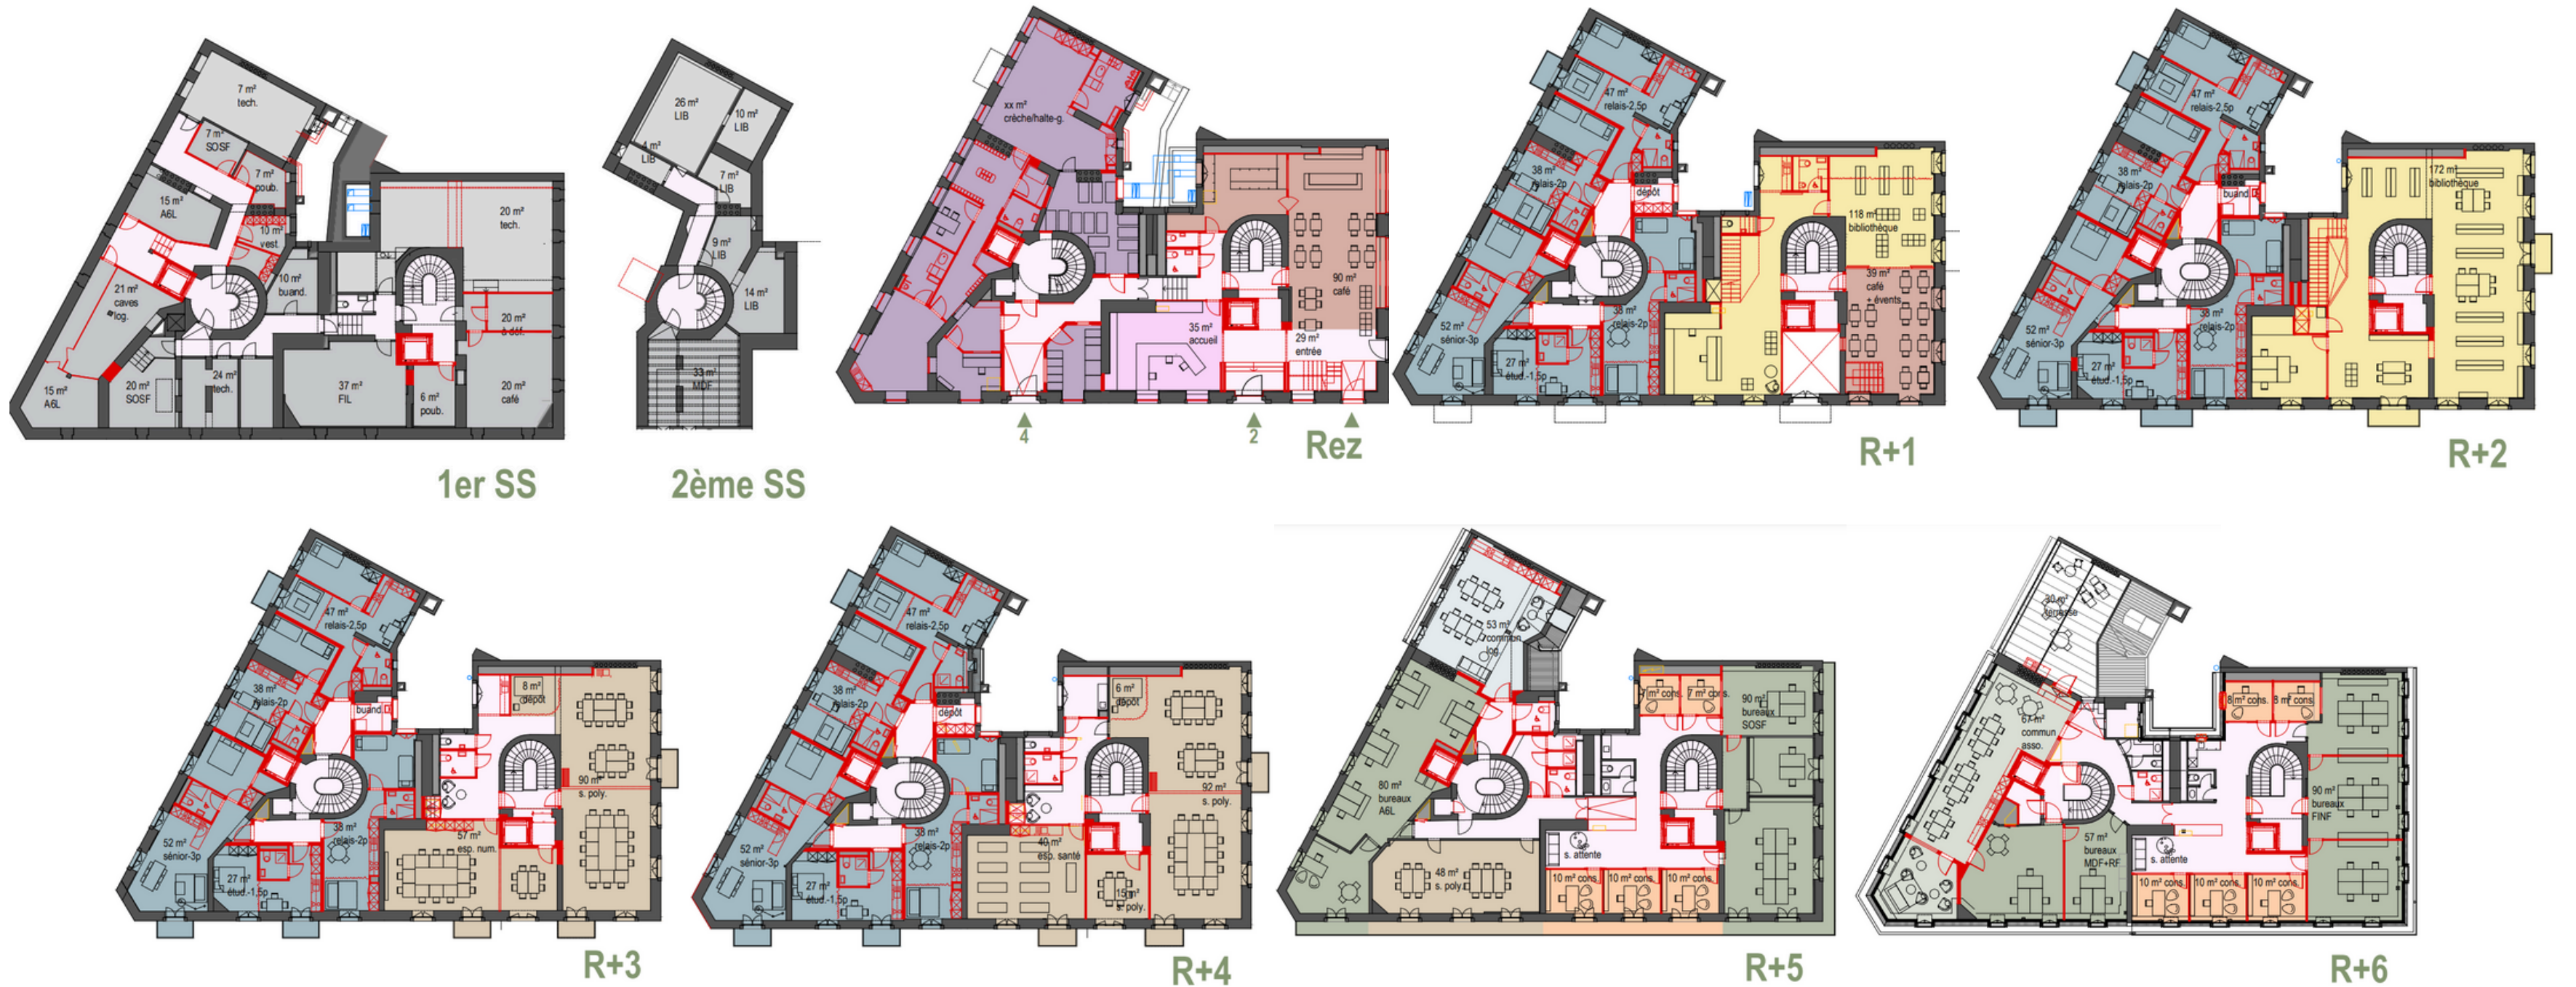 7 m²
tech.
7 m²
SOSF
7 m²
poub.
15 m²
A6L
10 m²
vest.
20 m²
tech.
21 m²
caves
log.
10 m²
buand.
20 m²
à déf.
15 m²
A6L
20 m²
SOSF
24 m²
tech.
37 m²
FIL
6 m²
poub.
20 m²
café
1er SS
26 m²
LIB
10 m²
LIB
4 m²
LIB
7 m²
LIB
9 m²
LIB
14 m²
LIB
33 m²
MDF
2ème SS
xx m²
crèche/halte-g.
90 m²
café
35 m²
accueil
29 m²
entrée
4
2
Rez
47 m²
relais-2,5p
38 m²
relais-2p
dépôt
118 m²
bibliothèque
39 m²
café
+ évents
52 m²
sénior-3p
38 m²
relais-2p
27 m²
étud.-1,5p
R+1
47 m²
relais-2,5p
38 m²
relais-2p
buand.
172 m²
bibliothèque
52 m²
sénior-3p
38 m²
relais-2p
27 m²
étud.-1,5p
R+2
47 m²
relais-2,5p
38 m²
relais-2p
buand.
8 m²
dépôt
90 m²
s. poly.
57 m²
esp. num.
52 m²
sénior-3p
38 m²
relais-2p
27 m²
étud.-1,5p
R+3
47 m²
relais-2,5p
38 m²
relais-2p
dépôt
6 m²
dépôt
92 m²
s. poly.
40 m²
esp. santé
15 m²
s. poly.
52 m²
sénior-3p
38 m²
relais-2p
27 m²
étud.-1,5p
R+4
53 m²
commun
log.
7 m² cons.
7 m² cons.
90 m²
bureaux
SOSF
80 m²
bureaux
A6L
48 m²
s. poly.
s. attente
10 m² cons.
10 m² cons.
10 m² cons.
R+5
30 m²
terrasse
67 m²
commun
asso.
8 m² cons.
8 m² cons.
90 m²
bureaux
FINF
57 m²
bureaux
MDF+RF
s. attente
10 m² cons.
10 m² cons.
10 m² cons.
R+6